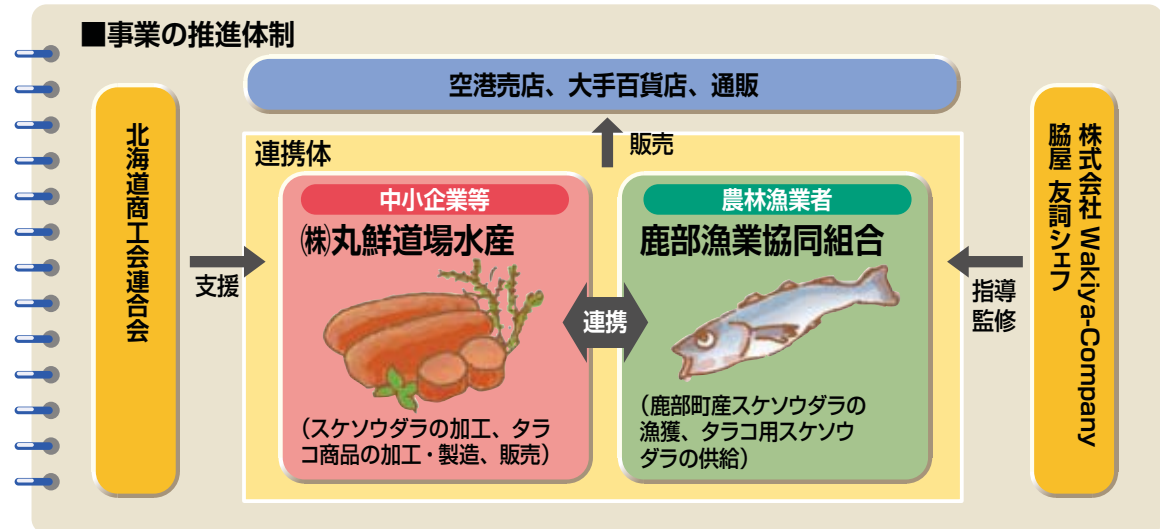 ■事業の推進体制
空港売店、大手百貨店、通販
販売
北海道商工会連合会
支援
連携体
中小企業等
㈱丸鮮道場水産
(スケソウダラの加工、タラ
コ商品の加工・製造、販売)
連携
農林漁業者
鹿部漁業協同組合
(鹿部町産スケソウダラの
漁獲、タラコ用スケソウ
ダラの供給)
指導
監修
株式会社 Wakiya-Company
脇屋 友詞シェフ